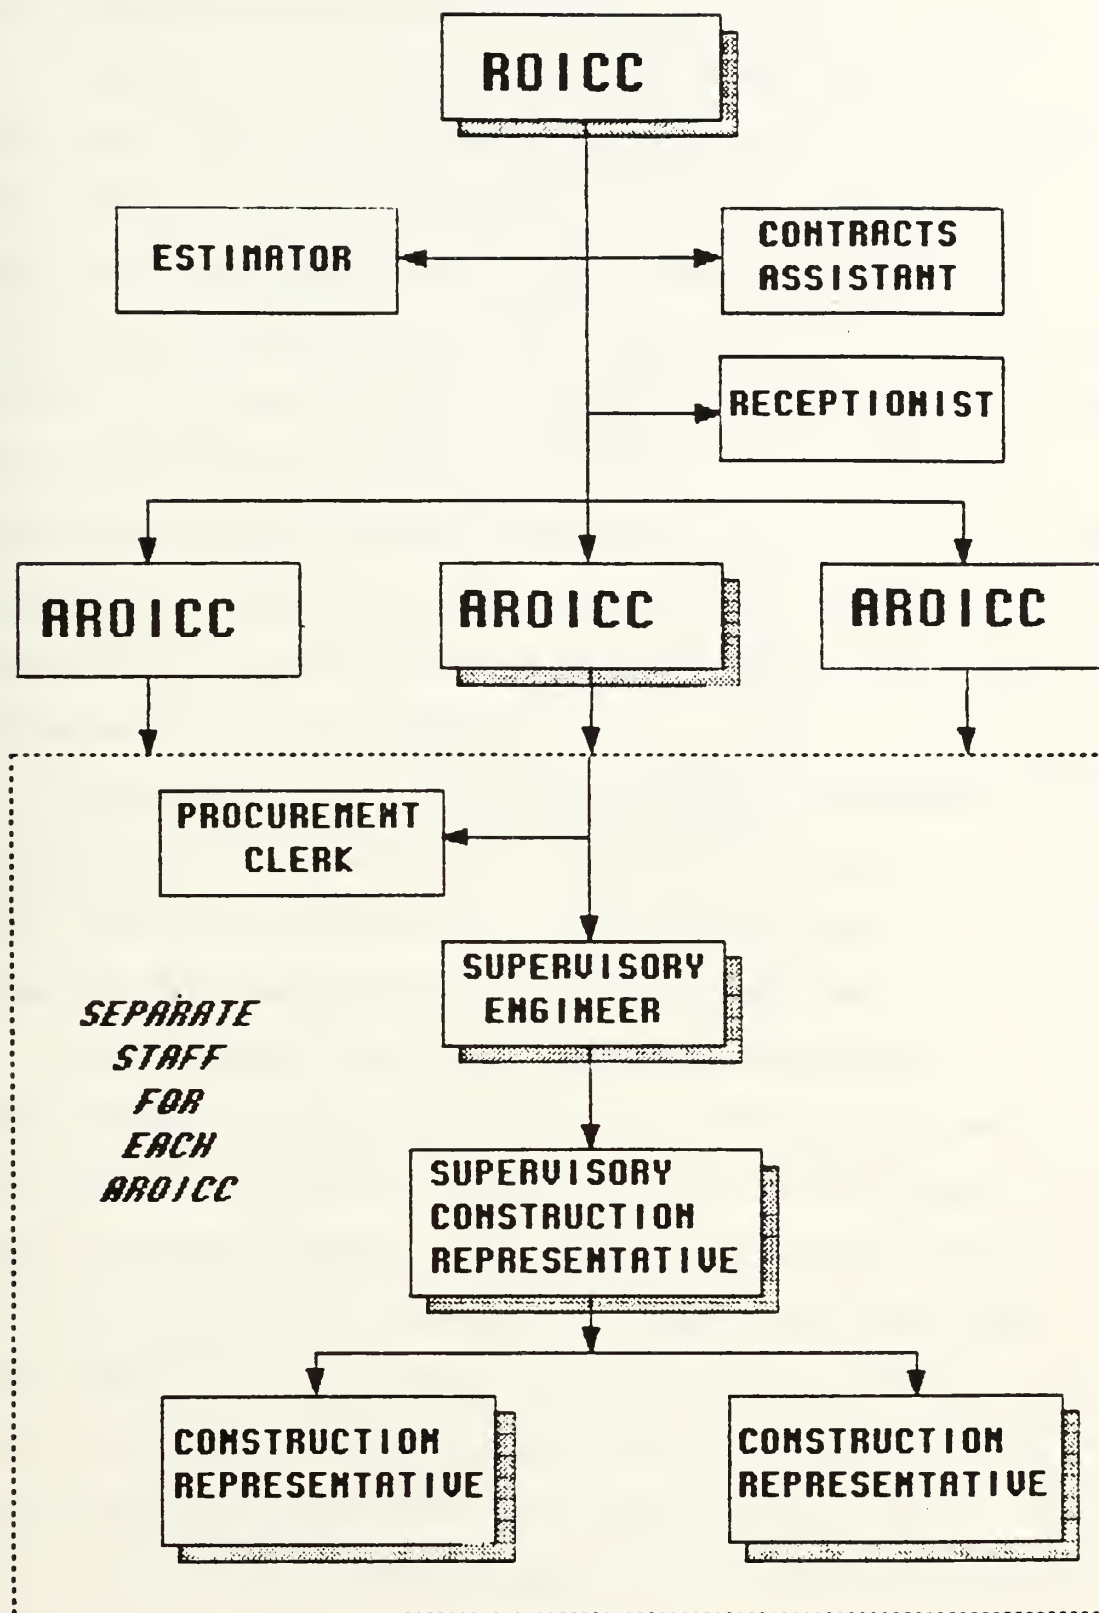 ROICC
ESTIMATOR
CONTRACTS
ASSISTANT
RECEPTIONIST
AROICC
AROICC
AROICC
PROCUREMENT
CLERK
SUPERVISORY
ENGINEER
SEPARATE
STAFF
FOR
EACH
AROICC
SUPERVISORY
CONSTRUCTION
REPRESENTATIVE
CONSTRUCTION
REPRESENTATIVE
CONSTRUCTION
REPRESENTATIVE